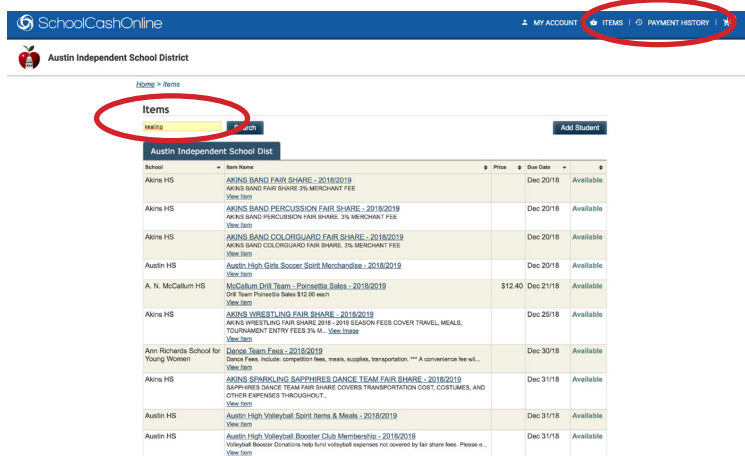 SchoolCashOnline
MY ACCOUNT
ITEMS | PAYMENT HISTORY |
Austin Independent School District
Home > Items
Items
kealing
Search
Add Student
Austin Independent School Dist
School Item Name Price Due Date
Akins HS AKINS BAND FAIR SHARE - 2018/2019 Dec 20/18 Available
AKINS BAND FAIR SHARE 3% MERCHANT FEE
View Item
Akins HS AKINS BAND PERCUSSION FAIR SHARE - 2018/2019 Dec 20/18 Available
AKINS BAND PERCUSSION FAIR SHARE. 3% MERCHANT FEE
View Item
Akins HS AKINS BAND COLORGUARD FAIR SHARE - 2018/2019 Dec 20/18 Available
AKINS BAND COLORGUARD FAIR SHARE. 3% MERCHANT FEE
View Item
Austin HS Austin High Girls Soccer Spirit Merchandise - 2018/2019 Dec 20/18 Available
View Item
A. N. McCallum HS McCallum Drill Team - Poinsettia Sales - 2018/2019 $12.40 Dec 21/18 Available
Drill Team Poinsettia Sales $12.00 each
View Item
Akins HS AKINS WRESTLING FAIR SHARE - 2018/2019 Dec 25/18 Available
AKINS WRESTLING FAIR SHARE 2018 - 2019 SEASON FEES COVER TRAVEL, MEALS,
TOURNAMENT ENTRY FEES 3% M... View Image
View Item
Ann Richards School for Dance Team Fees - 2018/2019 Dec 30/18 Available
Young Women Dance Fees, include: competition fees, meals, supplies, transportation. *** A convenience fee wil...
View Item
Akins HS AKINS SPARKLING SAPPHIRES DANCE TEAM FAIR SHARE - 2018/2019 Dec 31/18 Available
SAPPHIRES DANCE TEAM FAIR SHARE COVERS TRANSPORTATION COST, COSTUMES, AND
OTHER EXPENSES THROUGHOUT...
View Item
Austin HS Austin High Volleyball Spirit Items & Meals - 2018/2019 Dec 31/18 Available
View Item
Austin HS Austin High Volleyball Booster Club Membership - 2018/2019 Dec 31/18 Available
Volleyball Booster Donations help fund volleyball expenses not covered by fair share fees. Please e...
View Item